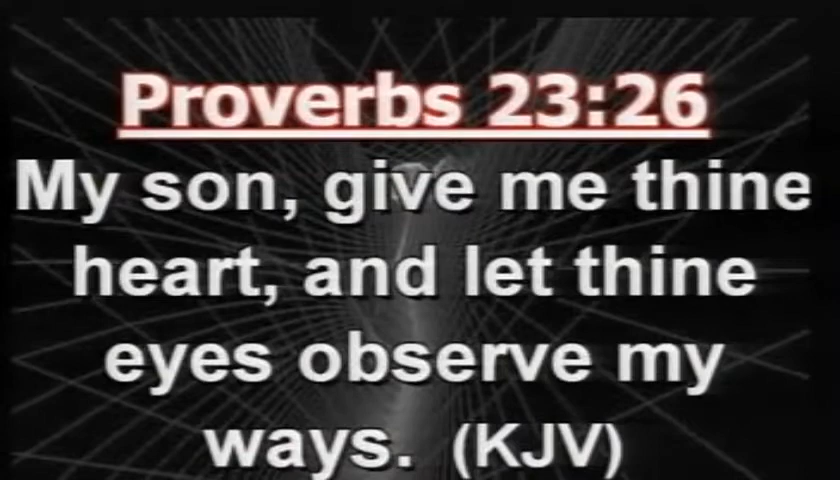 Proverbs 23:26
My son, give me thine
heart, and let thine
eyes observe my
ways. (KJV)